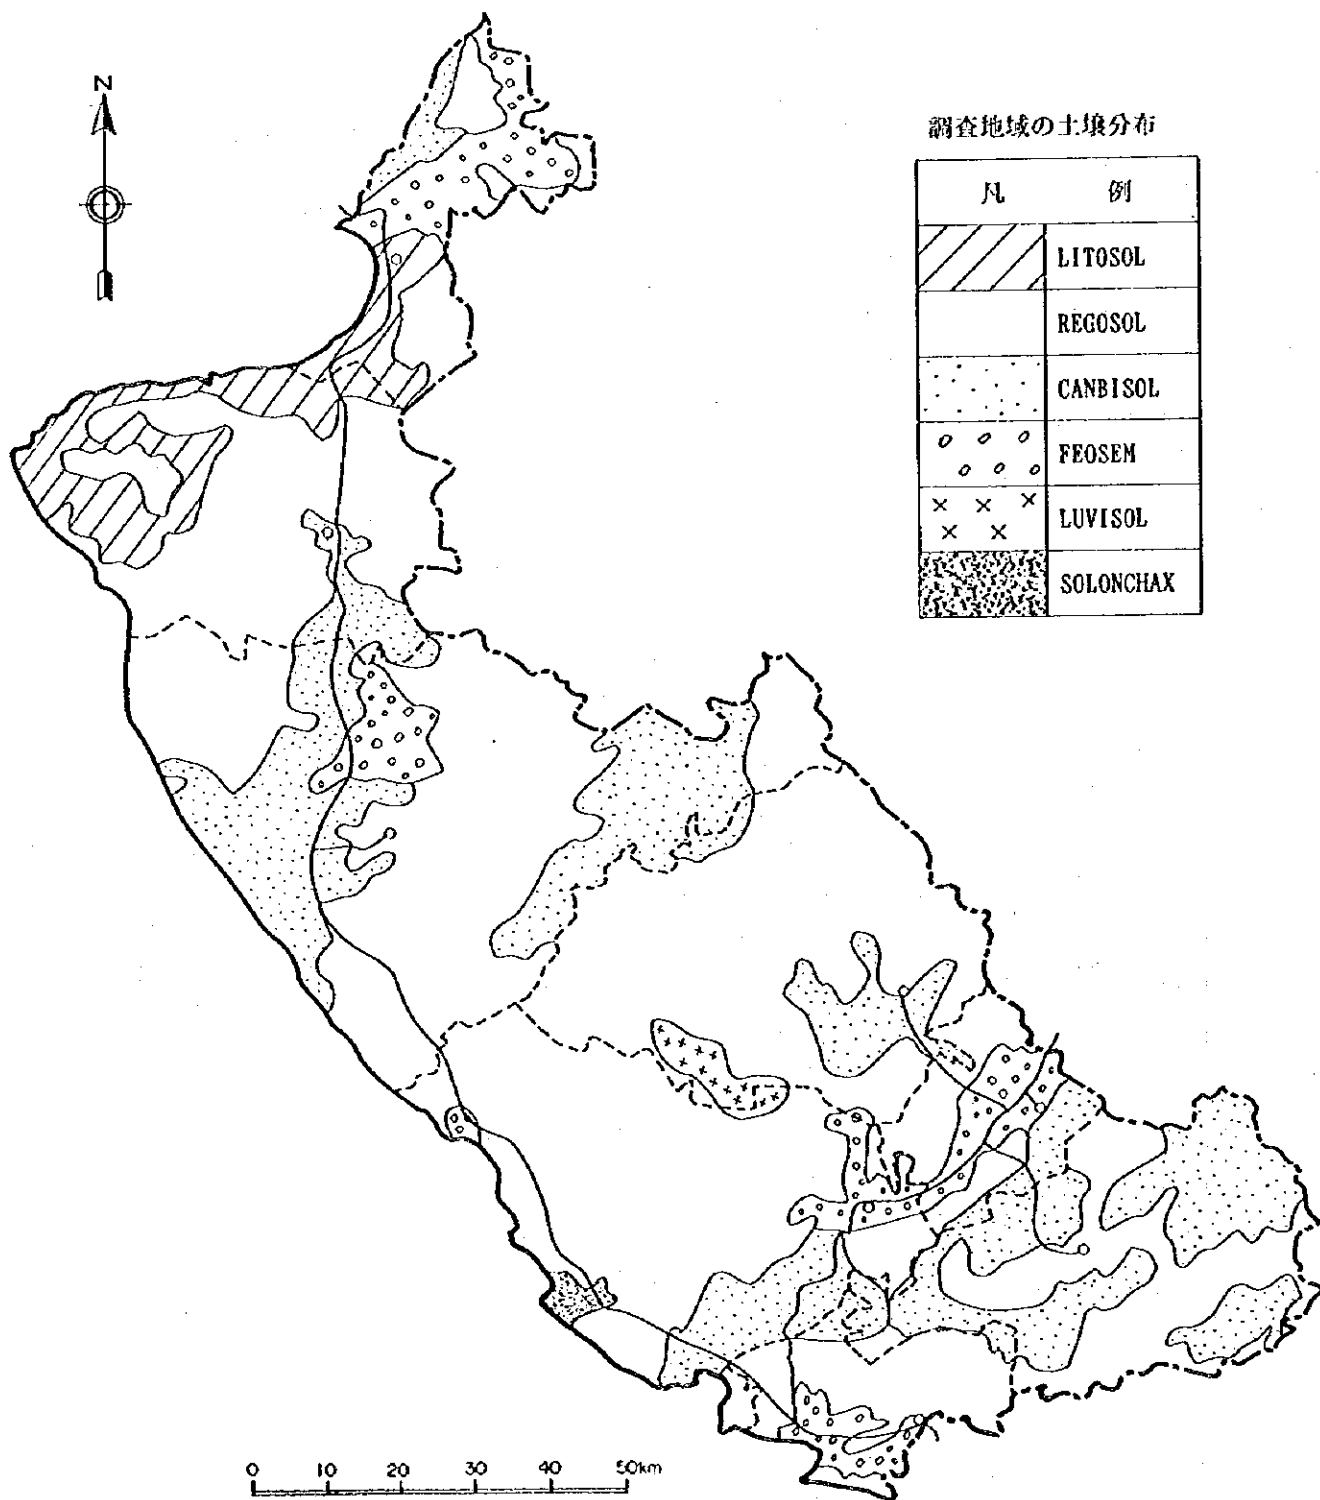 N
調査地域の土壌分布
凡 例
LITOSOL
REGOSOL
CANBISOL
FEOSEM
LUVISOL
SOLONCHAX
0 10 20 30 40 50km